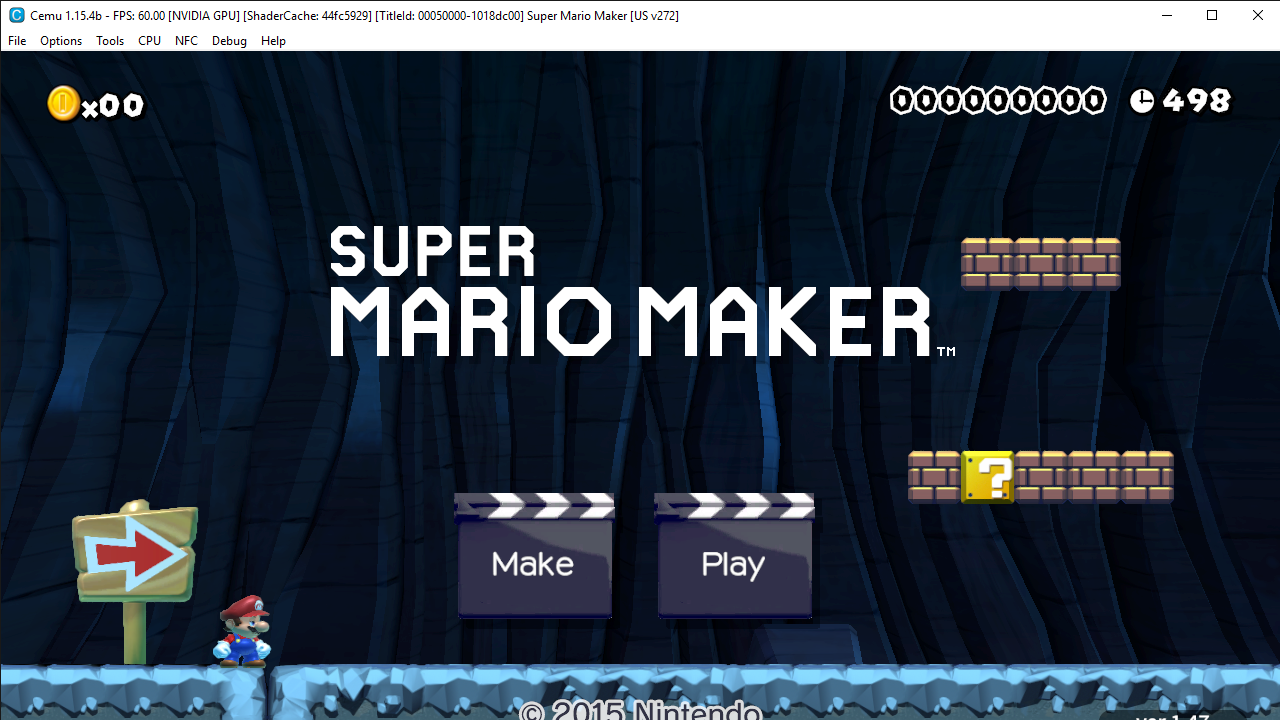 Cemu 1.15.4b - FPS: 60.00 [NVIDIA GPU] [ShaderCache: 44fc5929] [TitleId: 00050000-1018dc00] Super Mario Maker [US v272]
File Options Tools CPU NFC Debug Help
x00 000000000 498
SUPER
MARIO MAKER™
?
Make Play
M
© 2015 Nintendo
ver.1.47